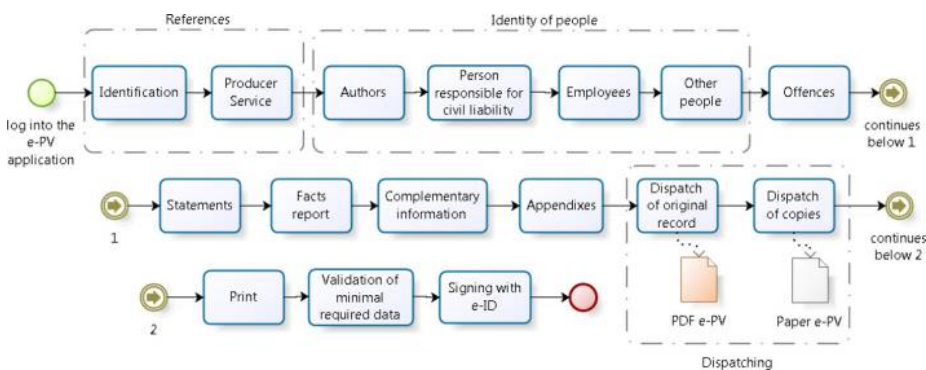 References
Identity of people
Identification
Producer
Service
Authors
Person
responsible for
civil liability
Employees
Other
people
Offences
log into the
e-PV
application
continues
below 1
1
Statements
Facts
report
Complementary
information
Appendixes
Dispatch
of original
record
Dispatch
of copies
continues
below 2
PDF e-PV
Paper e-PV
Dispatching
2
Print
Validation of
minimal
required data
Signing with
e-ID